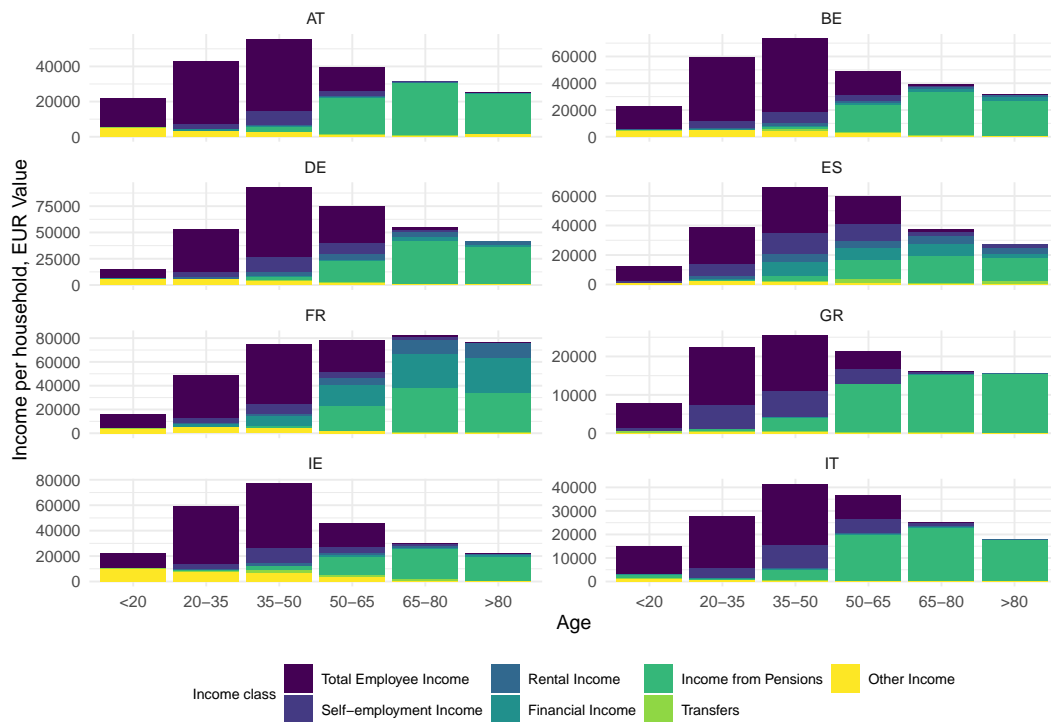 AT
BE
40000
20000
0
60000
40000
20000
0
DE
ES
75000
50000
25000
0
60000
40000
20000
0
FR
GR
80000
60000
40000
20000
0
20000
10000
0
IE
IT
80000
60000
40000
20000
0
40000
30000
20000
10000
0
<20 20−35 35−50 50−65 65−80 >80
<20 20−35 35−50 50−65 65−80 >80
Income per household, EUR Value
Age
Income class
Total Employee Income
Rental Income
Income from Pensions
Other Income
Self−employment Income
Financial Income
Transfers